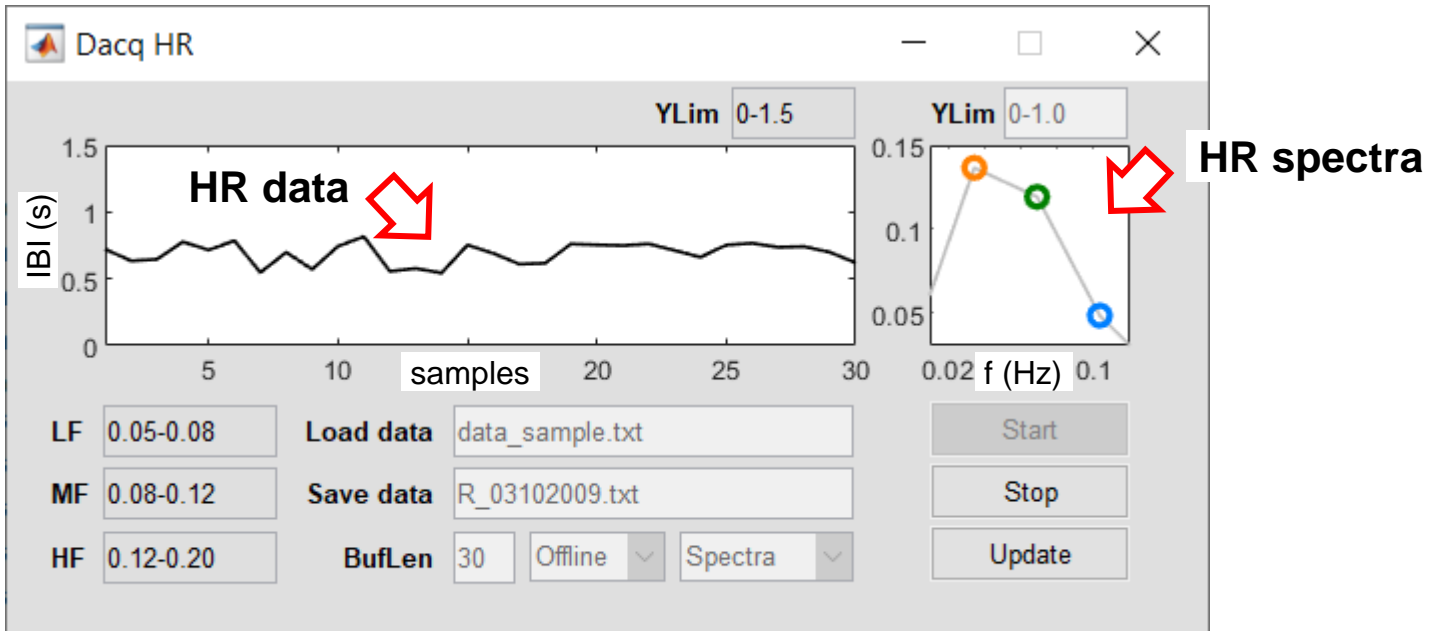 Dacq HR
YLim 0-1.5 YLim 0-1.0
1.5 0.15
HR data HR spectra
1 0.1
IBI (s)
0.5 0.05
0
5 10 samples 20 25 30 0.02 f (Hz) 0.1
LF 0.05-0.08 Load data data_sample.txt Start
MF 0.08-0.12 Save data R_03102009.txt Stop
HF 0.12-0.20 BufLen 30 Offline Spectra Update